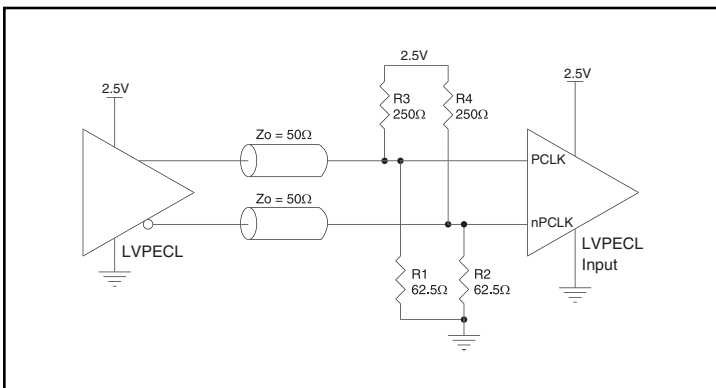 2.5V
2.5V
2.5V
R3
250Ω
R4
250Ω
Zo = 50Ω
PCLK
Zo = 50Ω
nPCLK
LVPECL
LVPECL
Input
R1
62.5Ω
R2
62.5Ω